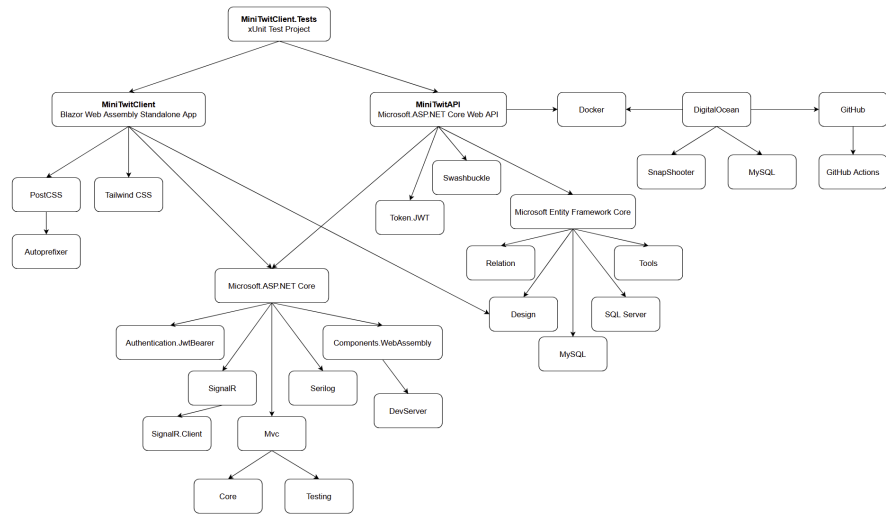 MiniTwitClient.Tests
xUnit Test Project
MiniTwitClient
Blazor Web Assembly Standalone App
MiniTwitAPI
Microsoft.ASP.NET Core Web API
Docker
DigitalOcean
GitHub
SnapShooter
MySQL
GitHub Actions
PostCSS
Tailwind CSS
Swashbuckle
Token.JWT
Microsoft Entity Framework Core
Autoprefixer
Relation
Tools
Microsoft.ASP.NET Core
Design
SQL Server
Authentication.JwtBearer
Components.WebAssembly
MySQL
SignalR
Serilog
DevServer
SignalR.Client
Mvc
Core
Testing